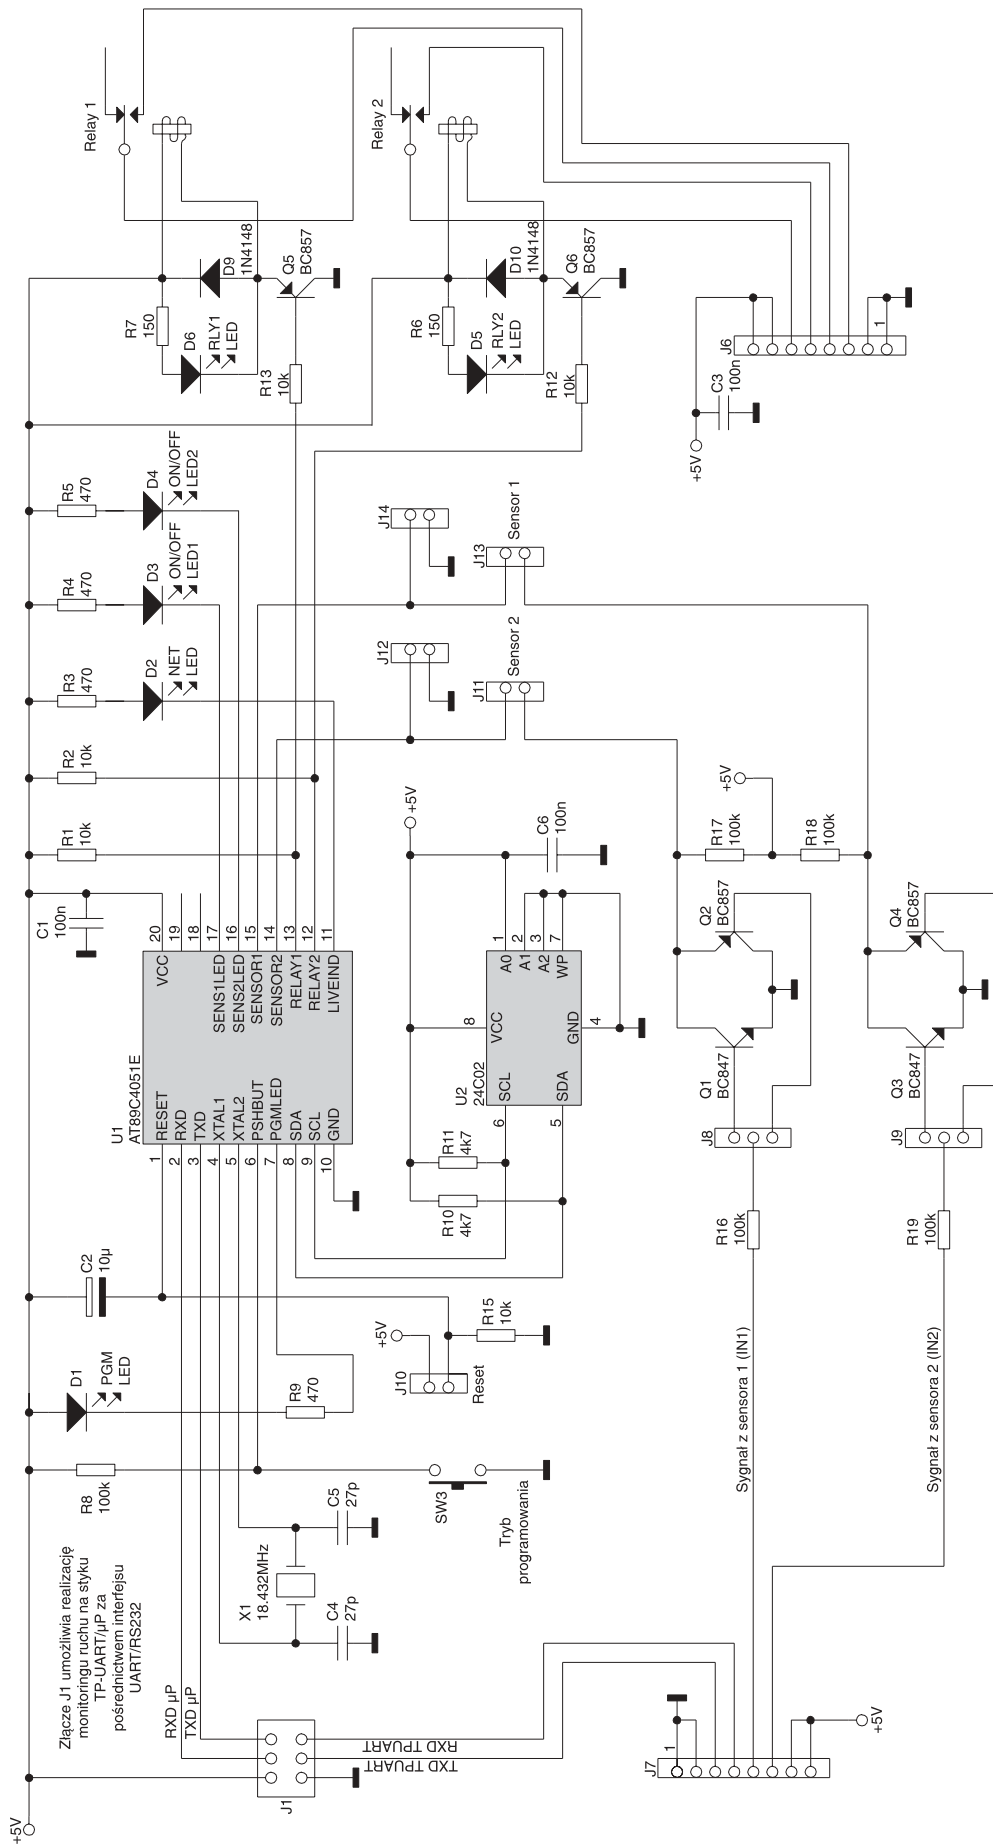 +5V
Złącze J1 umożliwia realizację
monitoringu ruchu na styku
TP-UART/µP za
pośrednictwem interfejsu
UART/RS232
RXD µP
TXD µP
J1
RXD TPUART
TXD TPUART
R8
100k
D1
PGM
LED
C2
10µ
R9
470
X1
18.432MHz
C4
27p
C5
27p
SW3
Tryb
programowania
+5V
J10
Reset
R15
10k
U1
AT89C4051E
1
RESET
2
RXD
3
TXD
4
XTAL1
5
XTAL2
6
PSHBUT
7
PGMLED
8
SDA
9
SCL
10
GND
VCC
20
19
18
SENS1LED
17
SENS2LED
16
SENSOR1
15
SENSOR2
14
RELAY1
13
RELAY2
12
LIVEIND
11
C1
100n
R1
10k
R2
10k
R3
470
D2
NET
LED
R4
470
D3
ON/OFF
LED1
R5
470
D4
ON/OFF
LED2
R7
150
D6
RLY1
LED
D9
1N4148
R13
10k
Q5
BC857
Relay 1
R6
150
D5
RLY2
LED
D10
1N4148
R12
10k
Q6
BC857
Relay 2
U2
24C02
6
SCL
5
SDA
8
VCC
GND
4
A0
1
A1
2
A2
3
WP
7
R10
4k7
R11
4k7
+5V
C6
100n
J12
J11
Sensor 2
J14
J13
Sensor 1
+5V
C3
100n
J6
1
J7
1
+5V
Sygnał z sensora 1 (IN1)
R16
100k
J8
Q1
BC847
Q2
BC857
R17
100k
+5V
R18
100k
Sygnał z sensora 2 (IN2)
R19
100k
J9
Q3
BC847
Q4
BC857